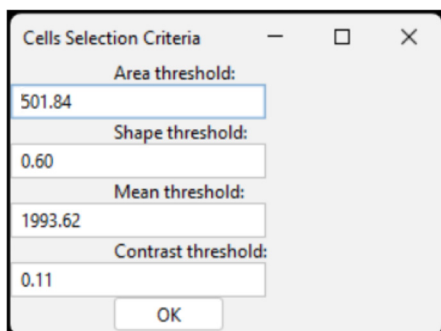 Cells Selection Criteria
Area threshold:
501.84
Shape threshold:
0.60
Mean threshold:
1993.62
Contrast threshold:
0.11
OK